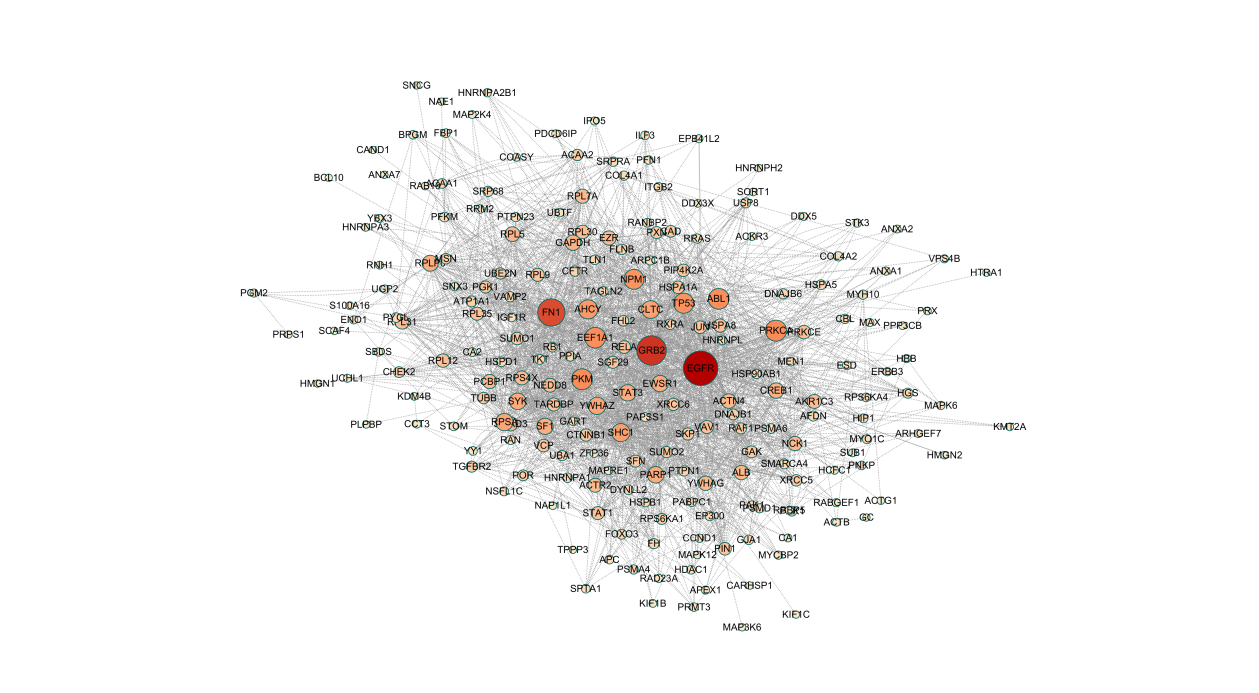 SNCG
HNRNPA2B1
NAE1
MAP2K4
IPO5
BPGM
FBP1
PDCD6IP
ILF3
EPB41L2
CAND1
COASY
ACAA2
SRPRA
PFN1
HNRNPH2
BCL10
ANXA7
ACAA1
COL4A1
ITGB2
SORT1
SRP68
RPL7A
DDX3X
USP8
YBX3
PFKM
RRM2
PTPN23
UBTF
RANBP2
DDX5
STK3
HNRNPA3
RPL5
RPL30
GAPDH
EZR
PXN
RRAS
ACKR3
ANXA2
FLNB
RNH1
RPLP0
MSN
TLN1
ARPC1B
COL4A2
VPS4B
UGP2
UBE2N
RPL9
CFTR
NPM1
PIP4K2A
ANXA1
HTRA1
PGM2
SNX3
PGK1
TAGLN2
HSPA1A
HSPA5
S100A16
ATP1A1
VAMP2
TP53
ABL1
DNAJB6
MYH10
ENO1
PYGL
RPL31
RPL35
IGF1R
FN1
AHCY
CLTC
PRX
PRPS1
SCAF4
FHL2
RXRA
JUN
HSPA8
PRKCA
PRKCE
CBL
MAX
PPP3CB
SUMO1
EEF1A1
HNRNPL
SBDS
CA2
RB1
RELA
GRB2
RPL12
HSPD1
TKT
PPIA
SGF29
EGFR
MEN1
ESD
HBB
HMGN1
UCHL1
CHEK2
PCBP1
RPS4X
NEDD8
PKM
EWSR1
HSP90AB1
CREB1
ERBB3
KDM4B
TUBB
SYK
TARDBP
YWHAZ
STAT3
XRCC6
ACTN4
AKR1C3
RPS6KA4
HGS
MAPK6
PLPBP
CCT3
STOM
RPSA
SF1
GART
PAPSS1
DNAJB1
AFDN
HIP1
KMT2A
RAN
CTNNB1
SHC1
SKP1
VAV1
RAF1
PSMA6
NCK1
MYO1C
ARHGEF7
YY1
VCP
UBA1
ZFP36
SUMO2
GAK
SUB1
HMGN2
TGFBR2
POR
HNRNPA1
MAPRE1
SFN
PARP1
PTPN1
ALB
SMARCA4
HCFC1
PNKP
NSFL1C
ACTR2
DYNLL2
YWHAG
XRCC5
NAP1L1
STAT1
HSPB1
PABPC1
PAK1
PSMD1
RABGEF1
ACTG1
RPS6KA1
EP300
ACTB
GC
FOXO3
FH
CCND1
GJA1
CA1
TPPP3
APC
MAPK12
PIN1
MYCBP2
PSMA4
HDAC1
SPTA1
RAD23A
APEX1
CARHSP1
KIF1B
PRMT3
KIF1C
MAP3K6